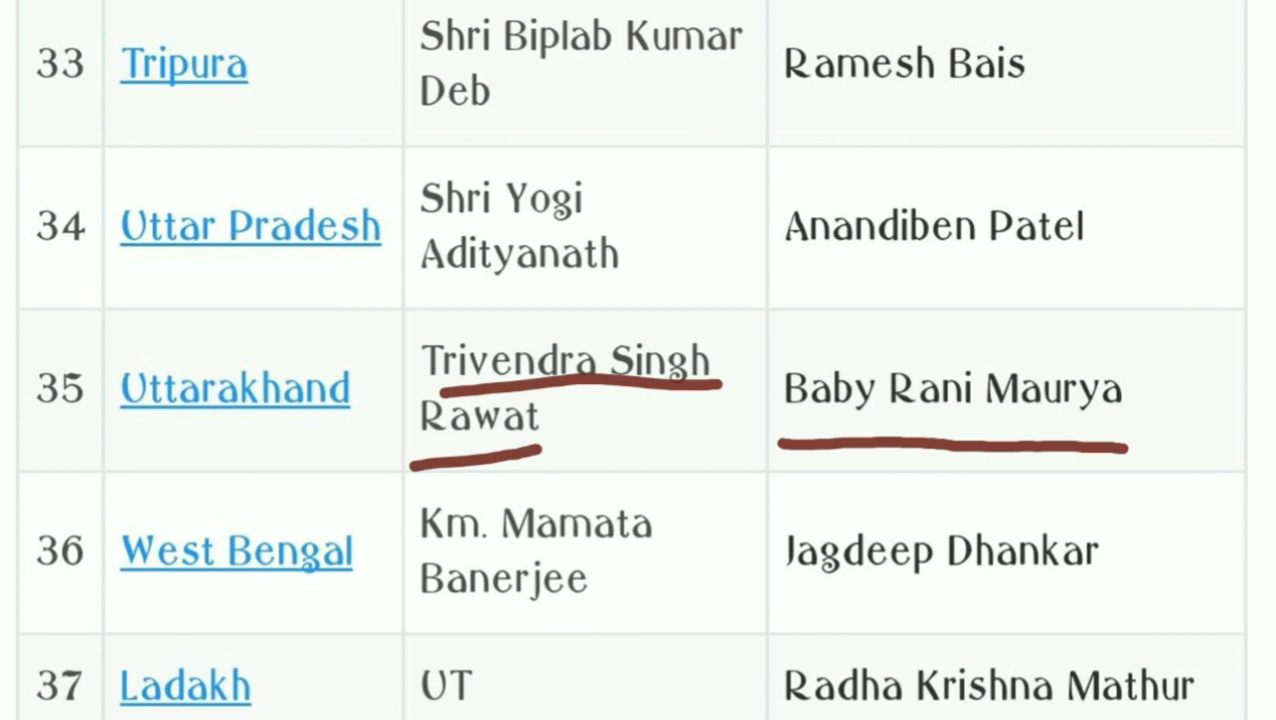 33 Tripura Shri Biplab Kumar Deb Ramesh Bais
34 Uttar Pradesh Shri Yogi Adityanath Anandiben Patel
35 Uttarakhand Trivendra Singh Rawat Baby Rani Maurya
36 West Bengal Km. Mamata Banerjee Jagdeep Dhankar
37 Ladakh UT Radha Krishna Mathur